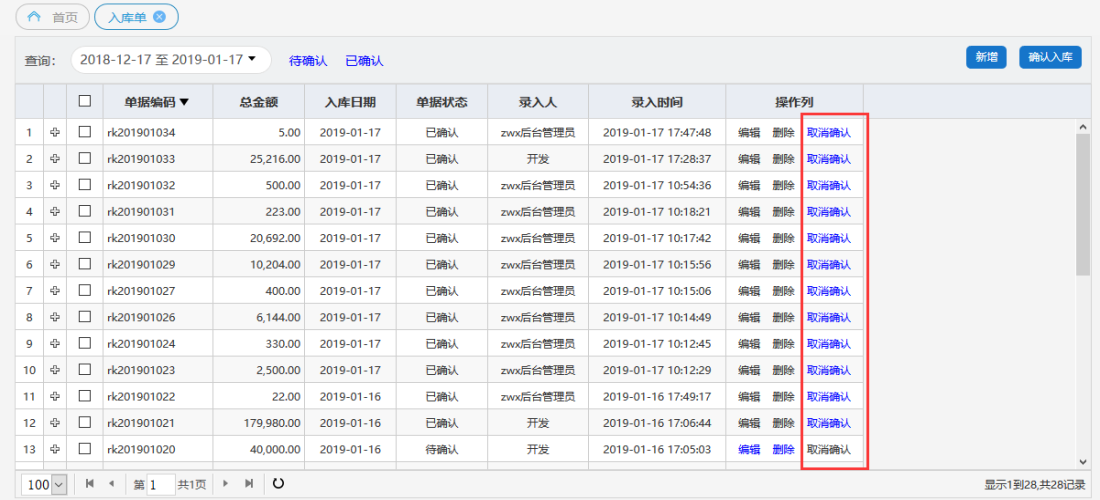 首页 入库单
查询: 2018-12-17 至 2019-01-17 待确认 已确认 新增 确认入库
单据编码 总金额 入库日期 单据状态 录入人 录入时间 操作列
1 rk201901034 5.00 2019-01-17 已确认 zwx后台管理员 2019-01-17 17:47:48 编辑 删除 取消确认
2 rk201901033 25,216.00 2019-01-17 已确认 开发 2019-01-17 17:28:37 编辑 删除 取消确认
3 rk201901032 500.00 2019-01-17 已确认 zwx后台管理员 2019-01-17 10:54:36 编辑 删除 取消确认
4 rk201901031 223.00 2019-01-17 已确认 zwx后台管理员 2019-01-17 10:18:21 编辑 删除 取消确认
5 rk201901030 20,692.00 2019-01-17 已确认 zwx后台管理员 2019-01-17 10:17:42 编辑 删除 取消确认
6 rk201901029 10,204.00 2019-01-17 已确认 zwx后台管理员 2019-01-17 10:15:56 编辑 删除 取消确认
7 rk201901027 400.00 2019-01-17 已确认 zwx后台管理员 2019-01-17 10:15:06 编辑 删除 取消确认
8 rk201901026 6,144.00 2019-01-17 已确认 zwx后台管理员 2019-01-17 10:14:49 编辑 删除 取消确认
9 rk201901024 330.00 2019-01-17 已确认 zwx后台管理员 2019-01-17 10:12:45 编辑 删除 取消确认
10 rk201901023 2,500.00 2019-01-17 已确认 zwx后台管理员 2019-01-17 10:12:29 编辑 删除 取消确认
11 rk201901022 22.00 2019-01-16 已确认 zwx后台管理员 2019-01-16 17:49:17 编辑 删除 取消确认
12 rk201901021 179,980.00 2019-01-16 已确认 开发 2019-01-16 17:06:44 编辑 删除 取消确认
13 rk201901020 40,000.00 2019-01-16 待确认 开发 2019-01-16 17:05:03 编辑 删除 取消确认
100 第 1 共1页 显示1到28,共28记录